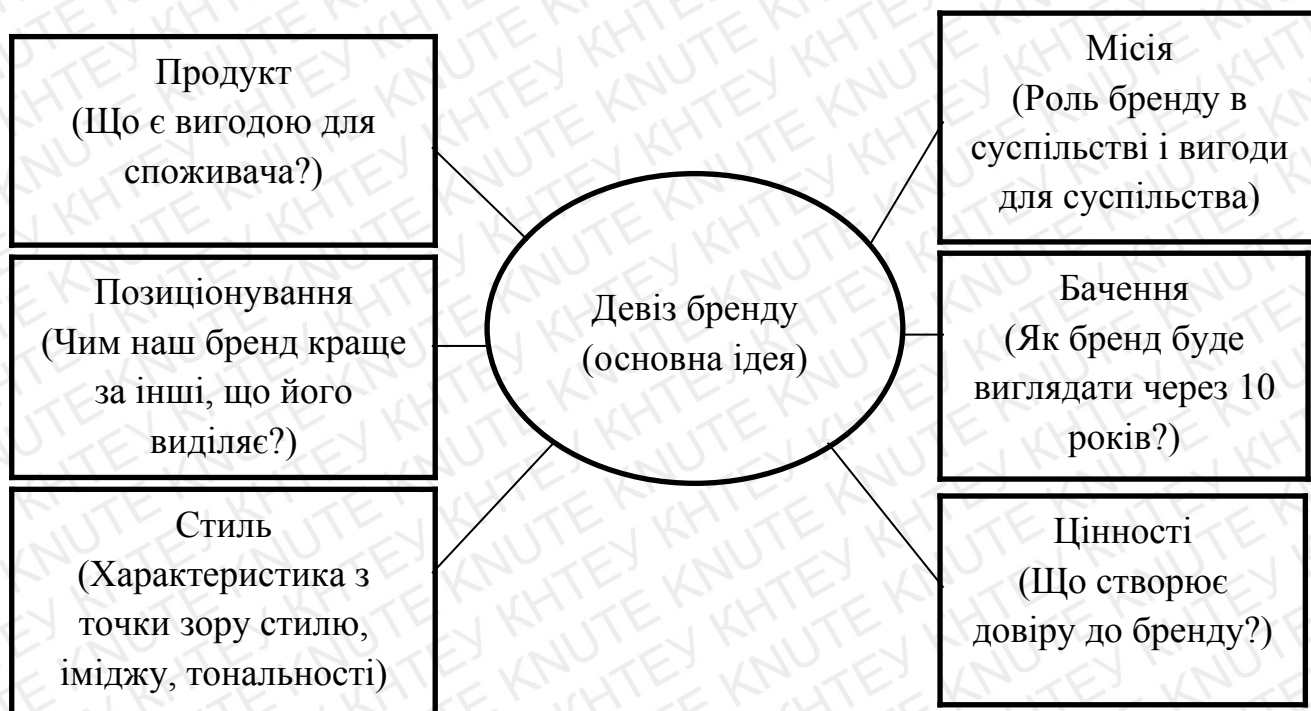 Продукт
(Що є вигодою для
споживача?)
Позиціонування
(Чим наш бренд краще
за інші, що його
виділяє?)
Стиль
(Характеристика з
точки зору стилю,
іміджу, тональності)
Девіз бренду
(основна ідея)
Місія
(Роль бренду в
суспільстві і вигоди
для суспільства)
Бачення
(Як бренд буде
виглядати через 10
років?)
Цінності
(Що створює
довіру до бренду?)